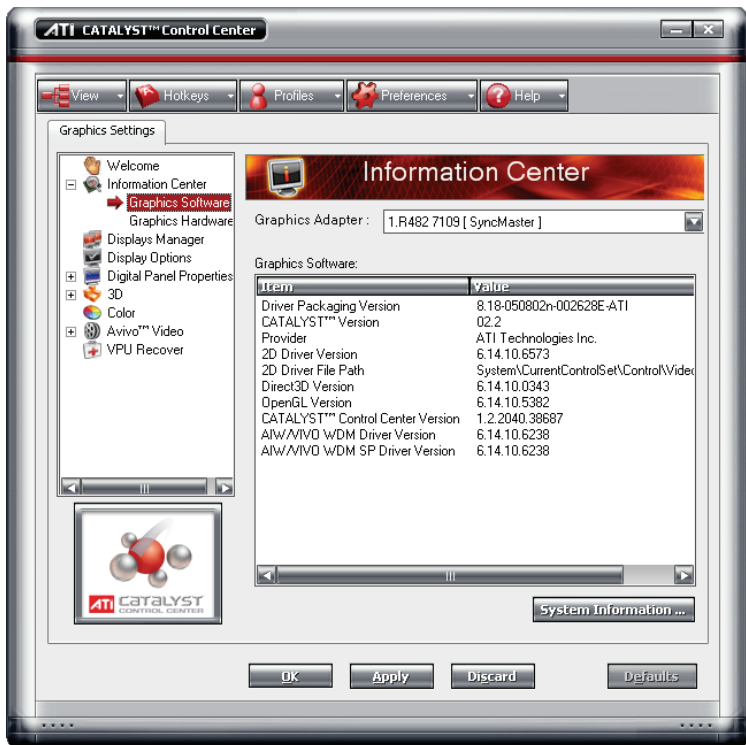 ATI CATALYST™ Control Center
View
Hotkeys
Profiles
Preferences
Help
Graphics Settings
Welcome
Information Center
Graphics Software
Graphics Hardware
Displays Manager
Display Options
Digital Panel Properties
3D
Color
Avivo™ Video
VPU Recover
Information Center
Graphics Adapter :
1.R482 7109 [ SyncMaster ]
Graphics Software:
Item Value
Driver Packaging Version 8.18-050802n-002628E-ATI
CATALYST™ Version 02.2
Provider ATI Technologies Inc.
2D Driver Version 6.14.10.6573
2D Driver File Path System\CurrentControlSet\Control\Video
Direct3D Version 6.14.10.0343
OpenGL Version 6.14.10.5382
CATALYST™ Control Center Version 1.2.2040.38687
AIW/VIVO WDM Driver Version 6.14.10.6238
AIW/VIVO WDM SP Driver Version 6.14.10.6238
ATI CATALYST
CONTROL CENTER
System Information ...
OK
Apply
Discard
Defaults